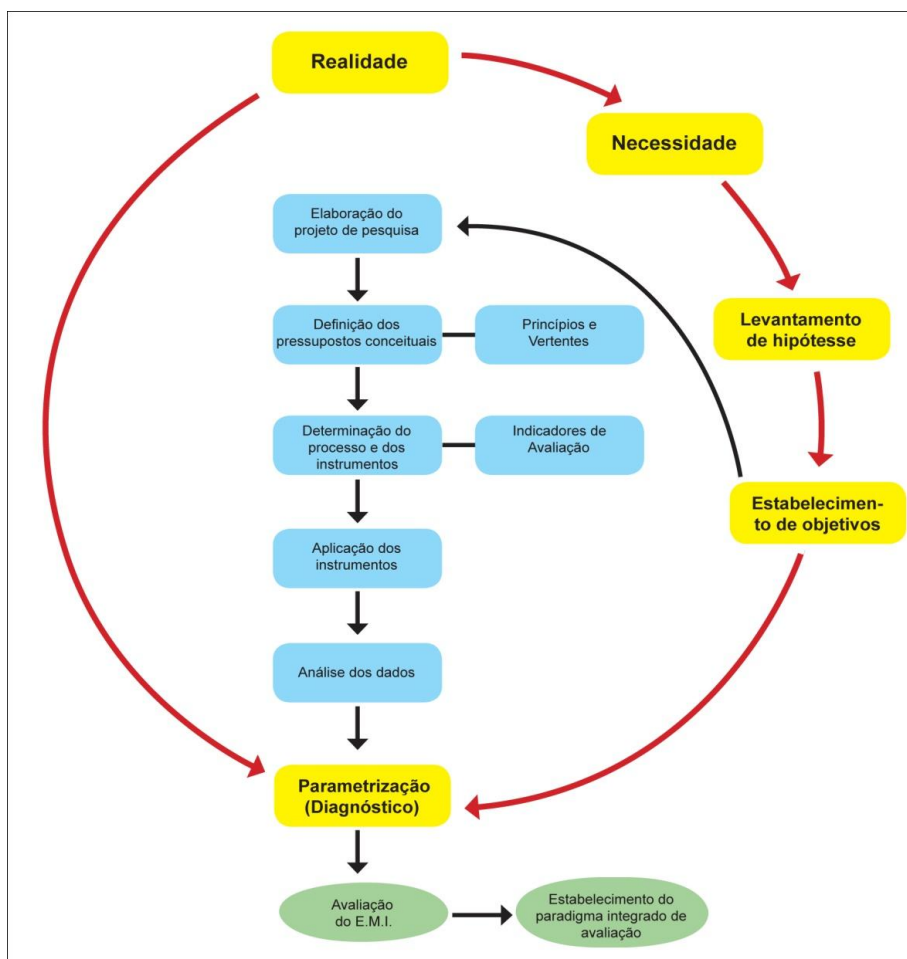 Realidade
Necessidade
Elaboração do
projeto de pesquisa
Definição dos
pressupostos conceituais
Princípios e
Vertentes
Levantamento
de hipótesse
Determinação do
processo e dos
instrumentos
Indicadores de
Avaliação
Estabelecimen-
to de objetivos
Aplicação dos
instrumentos
Análise dos dados
Parametrização
(Diagnóstico)
Avaliação
do E.M.I.
Estabelecimento do
paradigma integrado de
avaliação